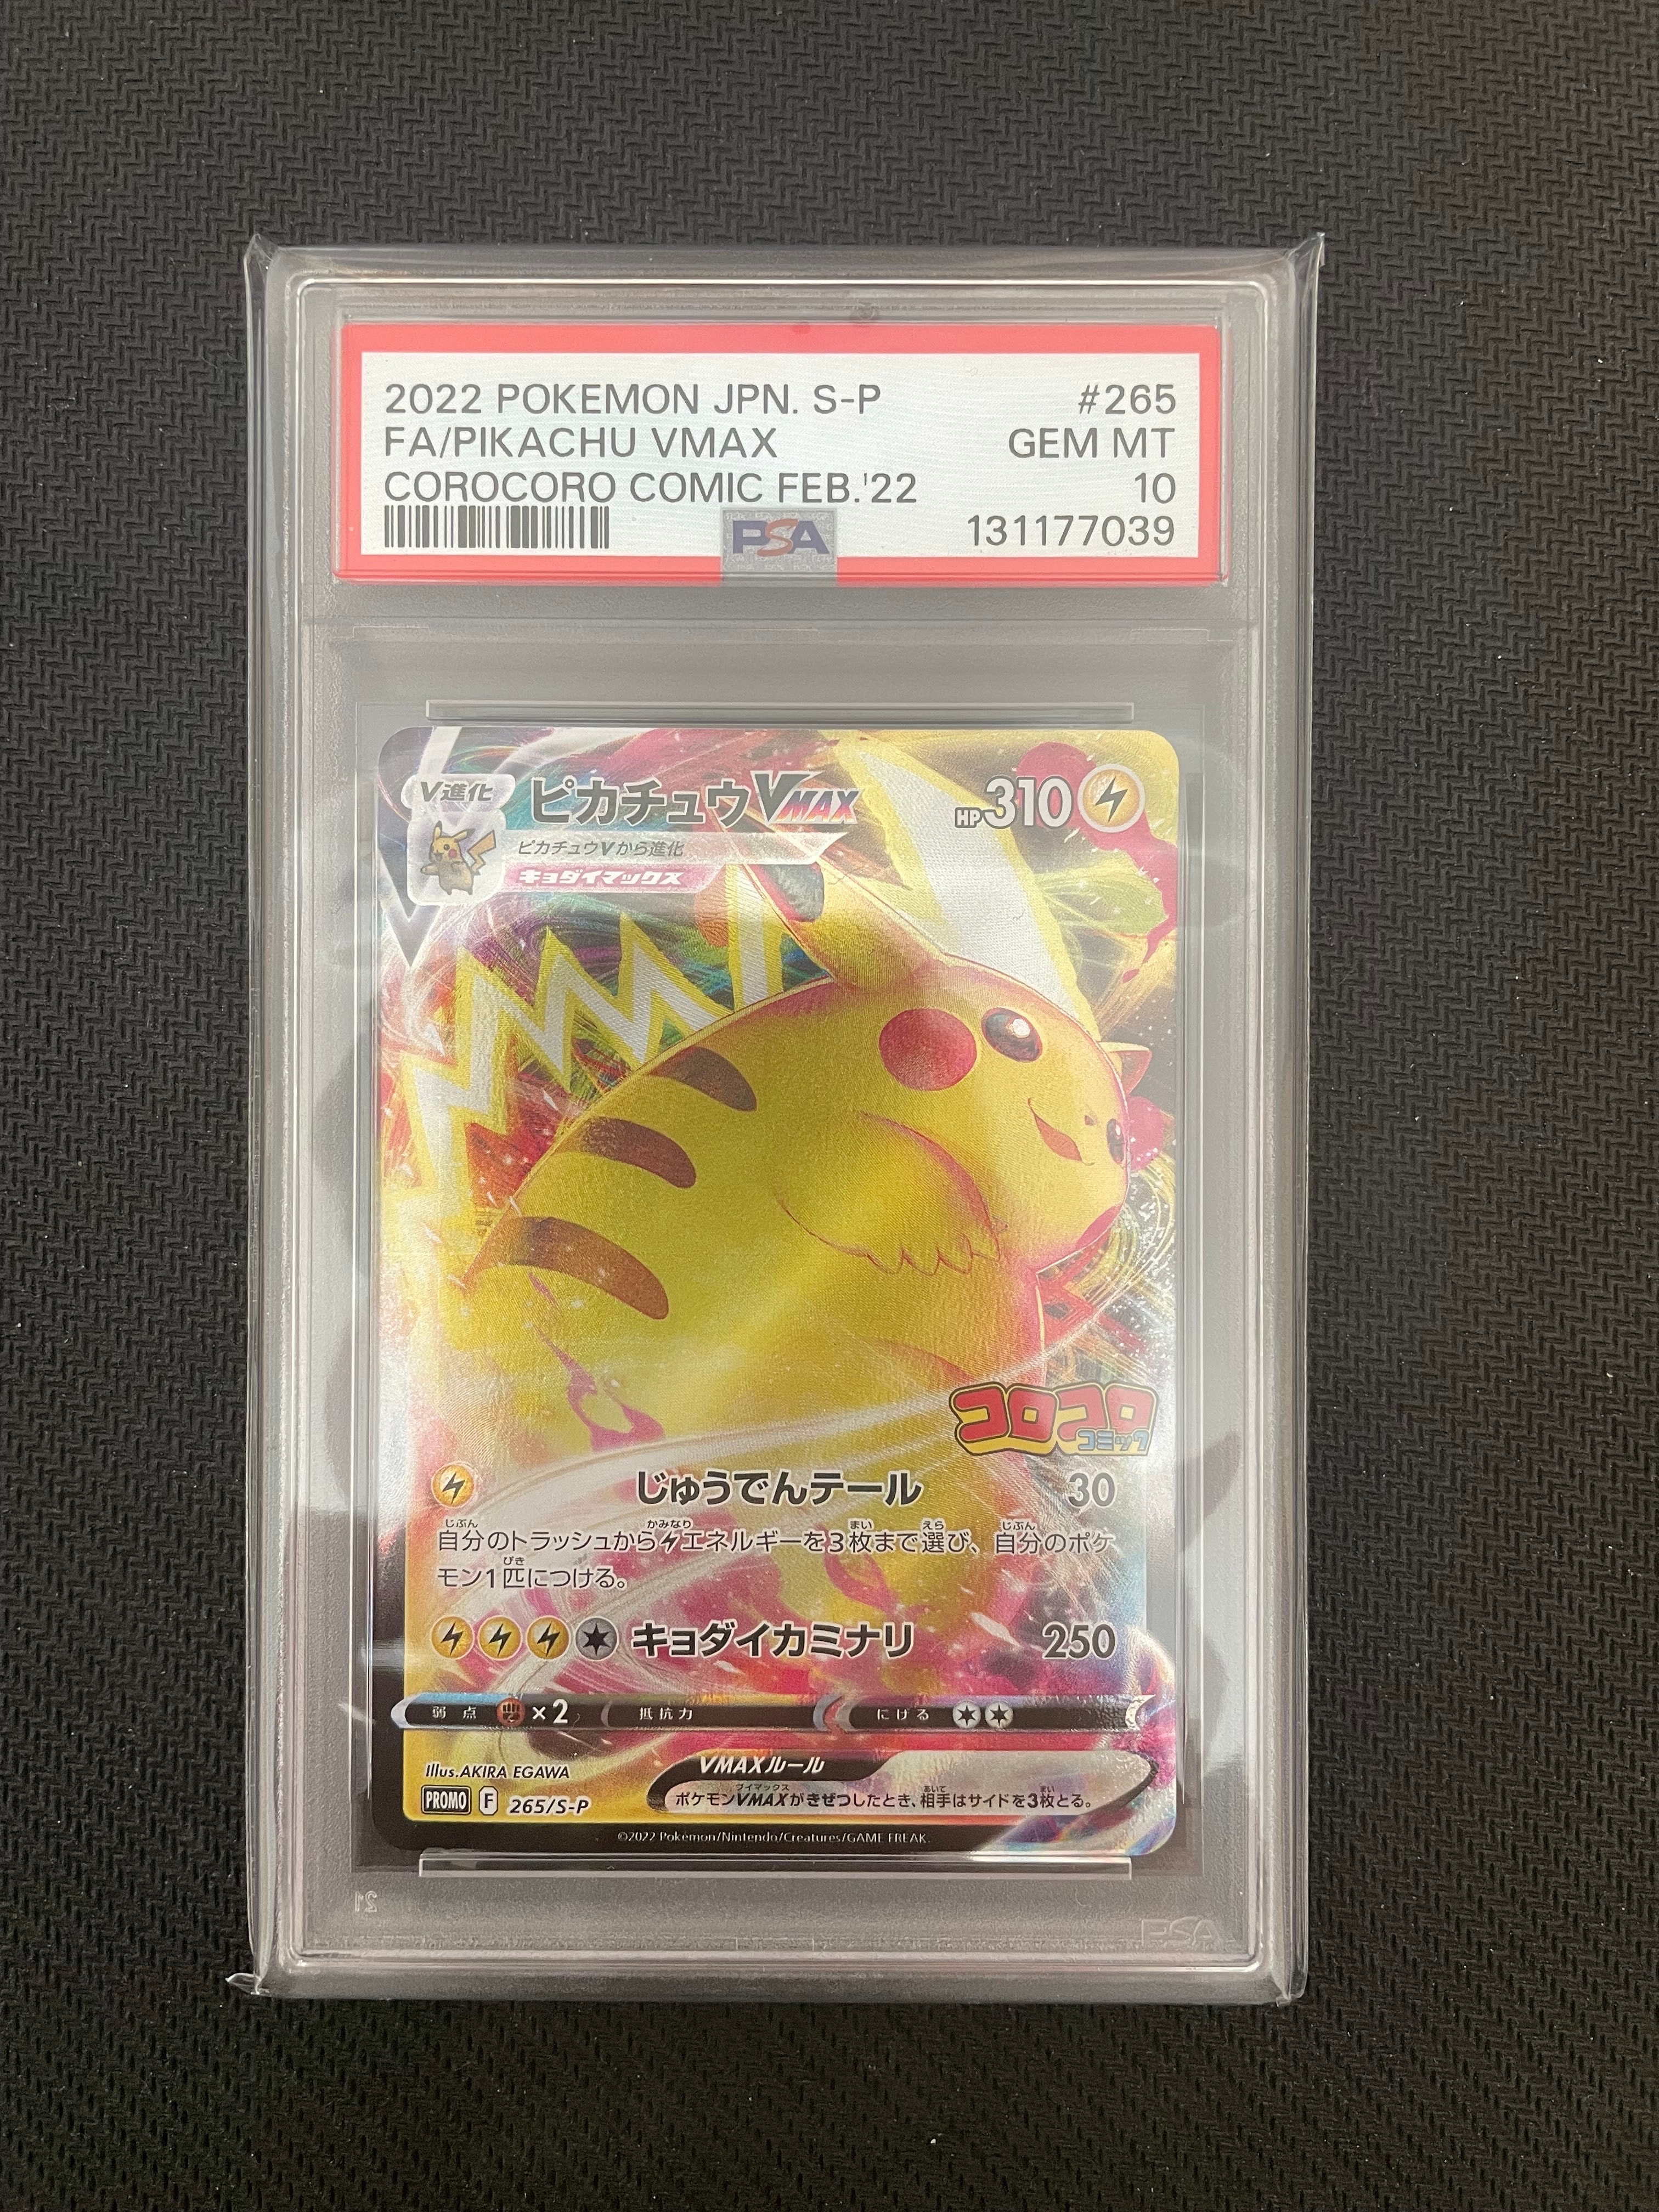 2022 POKEMON JPN. S-P #265
FA/PIKACHU VMAX GEM MT
COROCORO COMIC FEB.'22 10
PSA 131177039
V進化 ピカチュウVMAX HP310
ピカチュウVから進化
キョダイマックス
コロコロ
コミック
じゅうでんテール 30
自分のトラッシュからエネルギーを3枚まで選び、自分のポケ
モン1匹につける。
キョダイカミナリ 250
弱点 ×2 抵抗力 にげる
VMAXルール
ポケモンVMAXがきぜつしたとき、相手はサイドを3枚とる。
Illus.AKIRA EGAWA
PROMO F 265/S-P
©2022 Pokémon/Nintendo/Creatures/GAME FREAK.
21
PSA